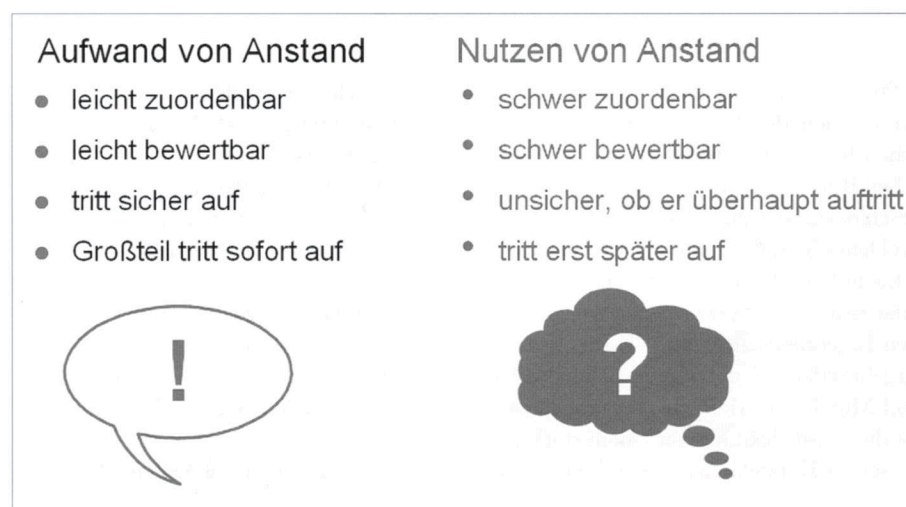 Aufwand von Anstand
leicht zuordenbar
leicht bewertbar
tritt sicher auf
Großteil tritt sofort auf
!
Nutzen von Anstand
schwer zuordenbar
schwer bewertbar
unsicher, ob er überhaupt auftritt
tritt erst später auf
?